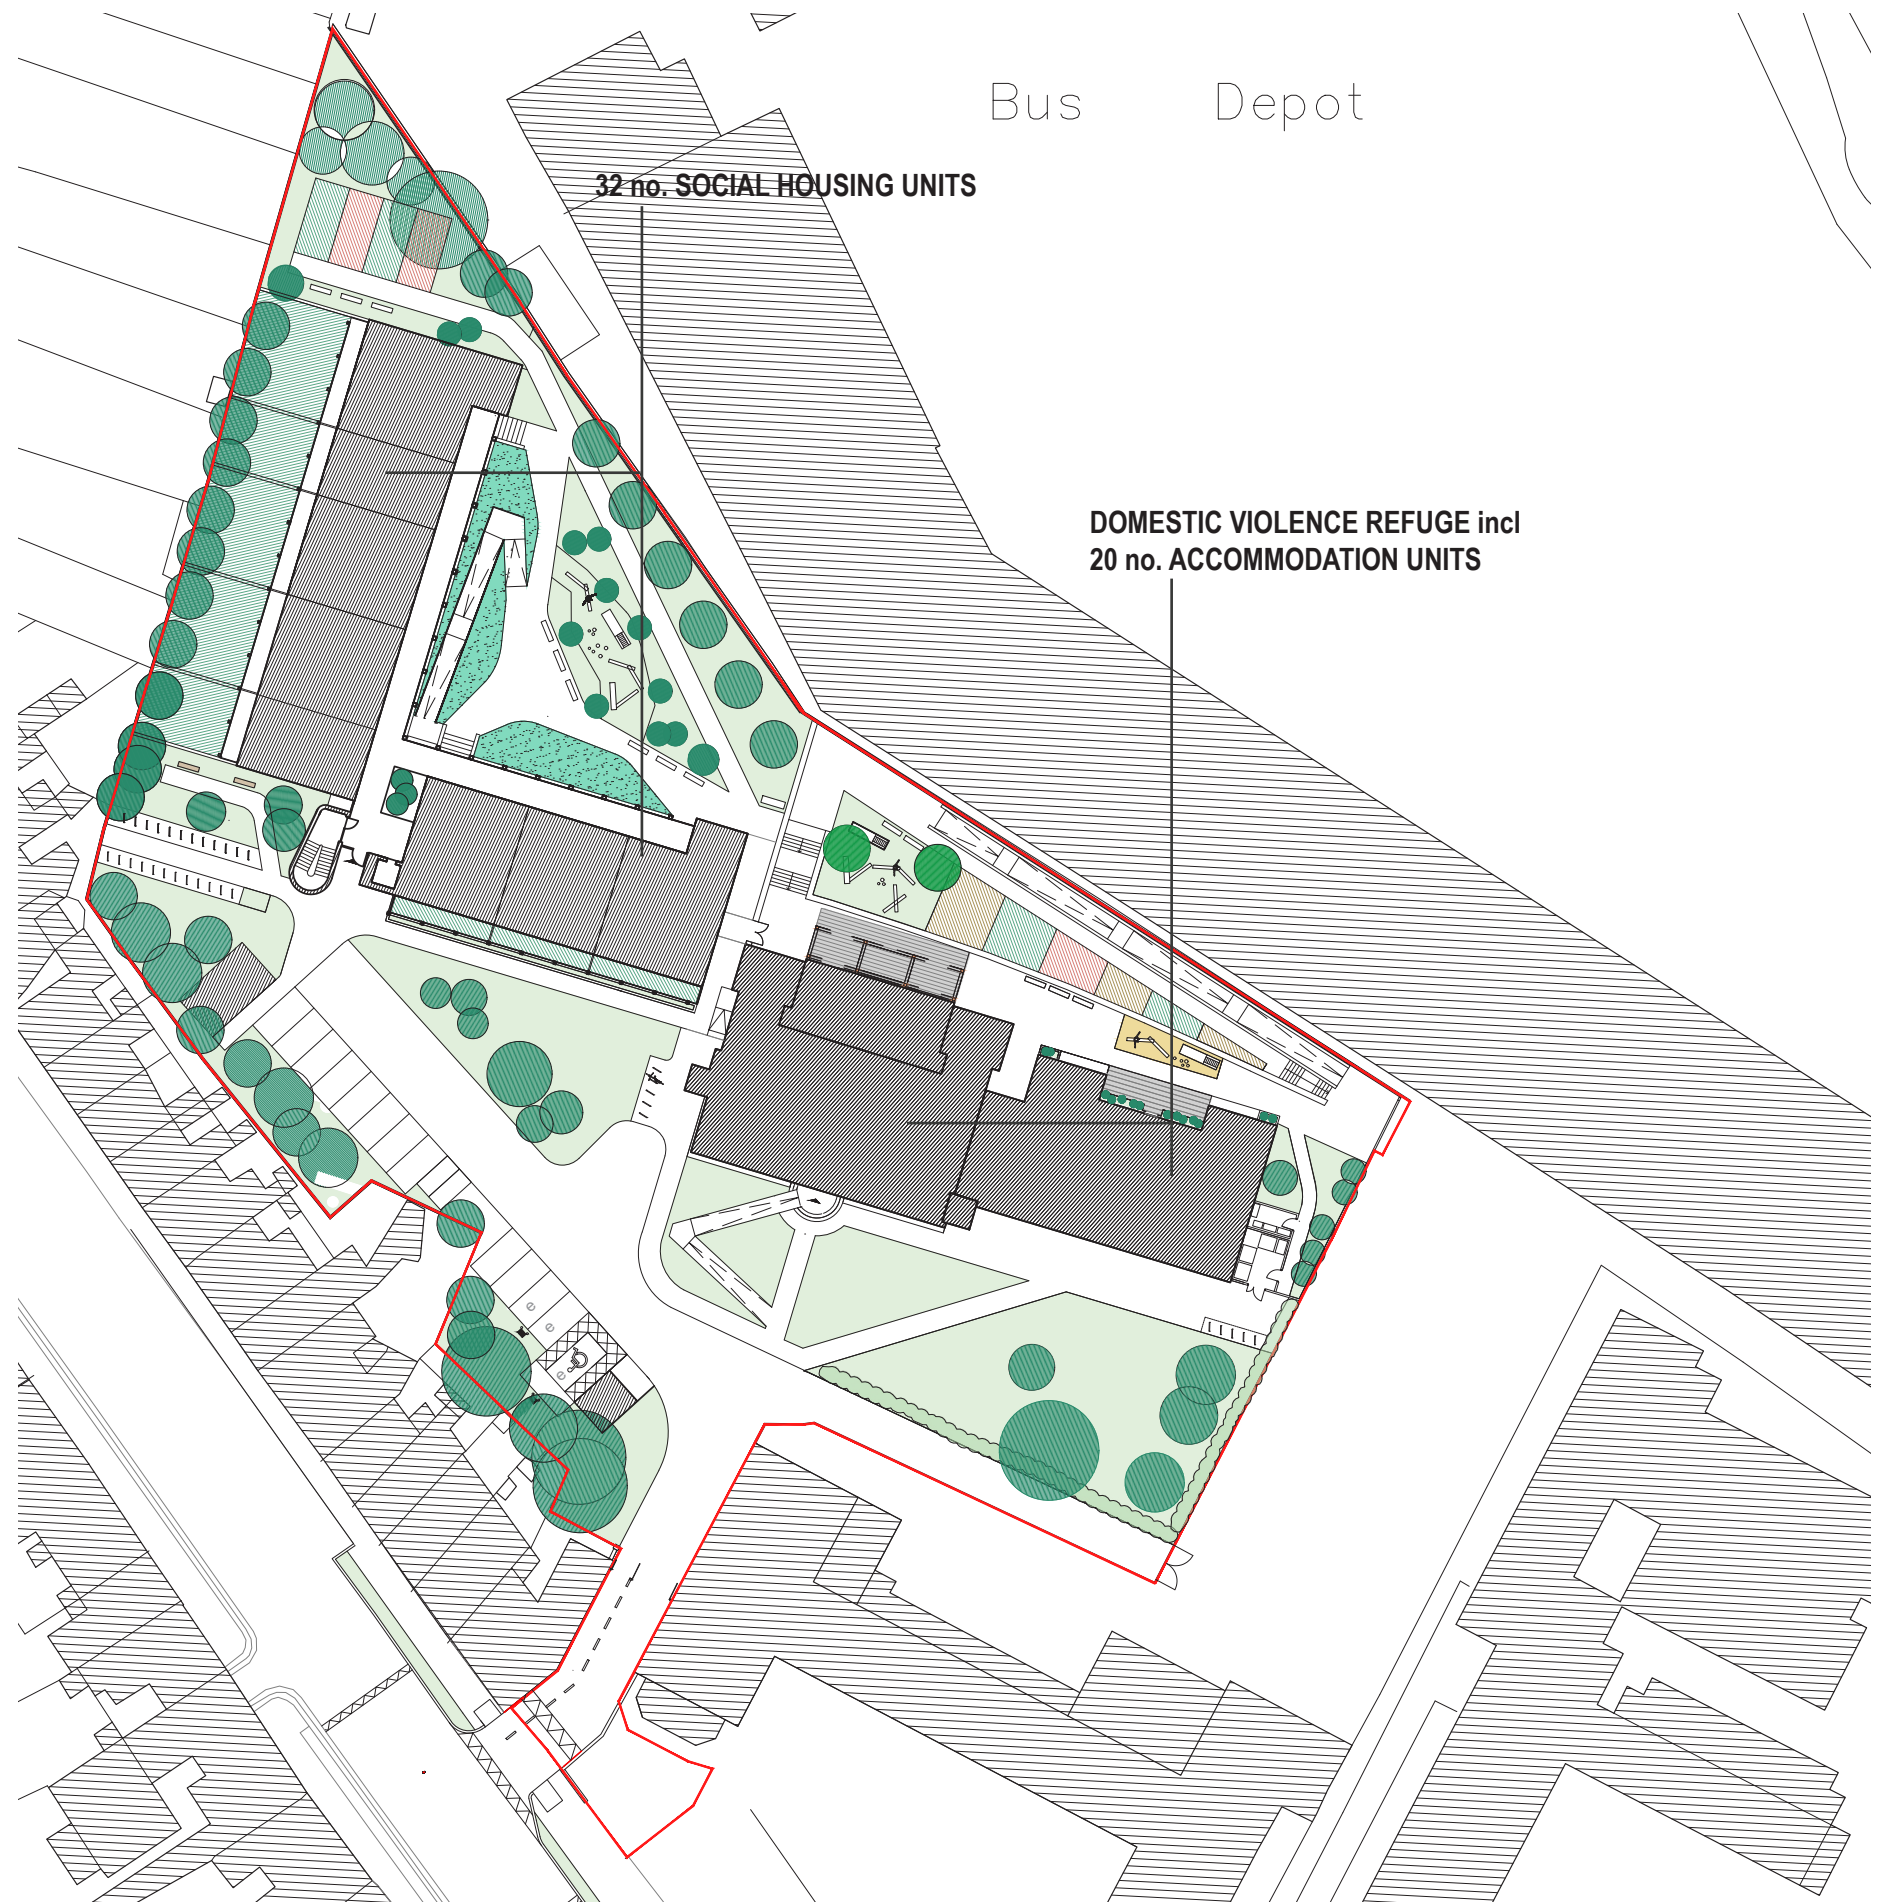 Bus Depot
32 no. SOCIAL HOUSING UNITS
DOMESTIC VIOLENCE REFUGE incl
20 no. ACCOMMODATION UNITS
e
e
e